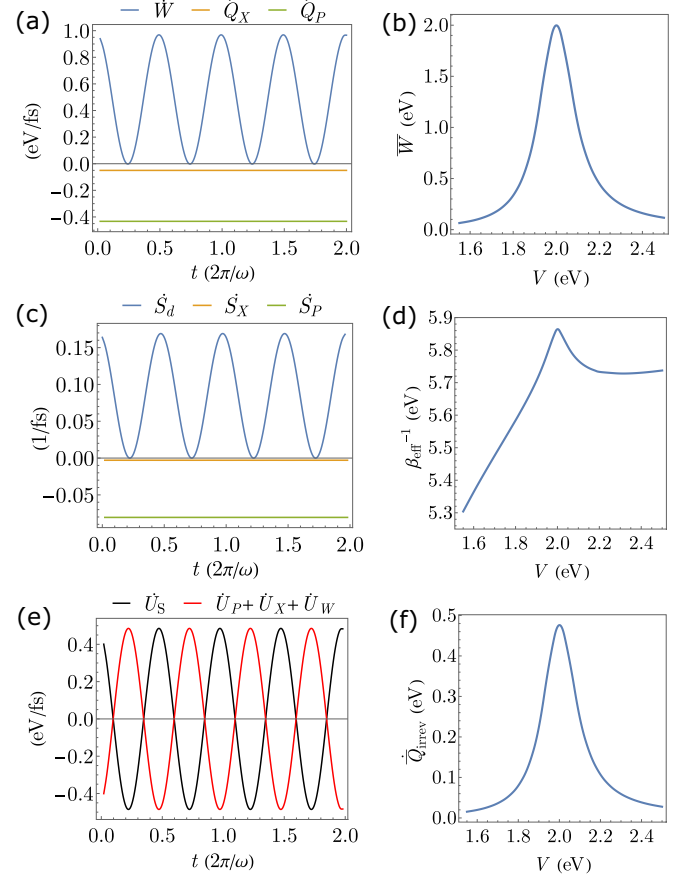 (a)
Ẇ Q̇_X Q̇_P
1.0
0.8
0.6
0.4
0.2
0.0
−0.2
−0.4
(eV/fs)
0.0 0.5 1.0 1.5 2.0
t (2π/ω)
(b)
2.0
1.5
1.0
0.5
0.0
W̅ (eV)
1.6 1.8 2.0 2.2 2.4
V (eV)
(c)
Ṡ_d Ṡ_X Ṡ_P
0.15
0.10
0.05
0.00
−0.05
(1/fs)
0.0 0.5 1.0 1.5 2.0
t (2π/ω)
(d)
5.9
5.8
5.7
5.6
5.5
5.4
5.3
β_eff⁻¹ (eV)
1.6 1.8 2.0 2.2 2.4
V (eV)
(e)
U̇_S U̇_P + U̇_X + U̇_W
0.4
0.2
0.0
−0.2
−0.4
(eV/fs)
0.0 0.5 1.0 1.5 2.0
t (2π/ω)
(f)
0.5
0.4
0.3
0.2
0.1
0.0
Q̇̅_irrev
1.6 1.8 2.0 2.2 2.4
V (eV)